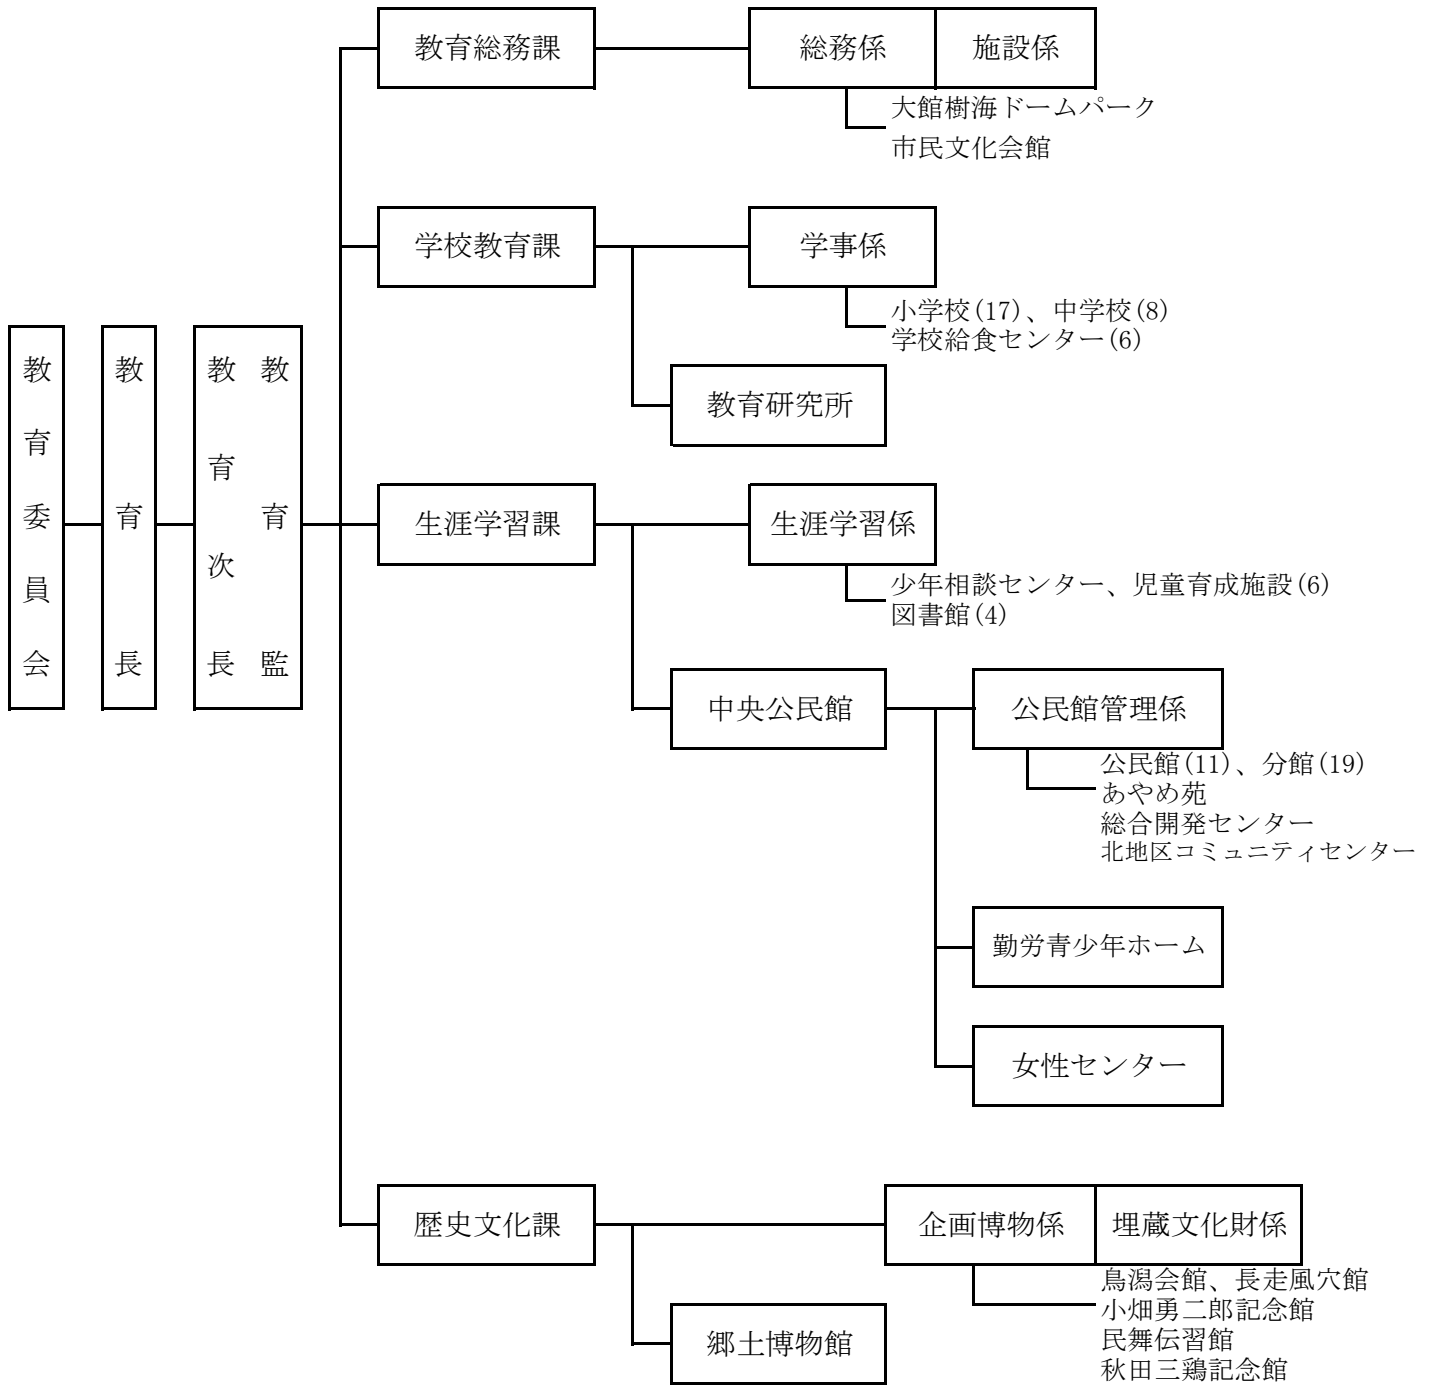 教育委員会
教育長
教育次長
教育監
教育総務課
総務係
施設係
大館樹海ドームパーク
市民文化会館
学校教育課
学事係
小学校(17)、中学校(8)
学校給食センター(6)
教育研究所
生涯学習課
生涯学習係
少年相談センター、児童育成施設(6)
図書館(4)
中央公民館
公民館管理係
公民館(11)、分館(19)
あやめ苑
総合開発センター
北地区コミュニティセンター
勤労青少年ホーム
女性センター
歴史文化課
企画博物係
埋蔵文化財係
鳥潟会館、長走風穴館
小畑勇二郎記念館
民舞伝習館
秋田三鶏記念館
郷土博物館